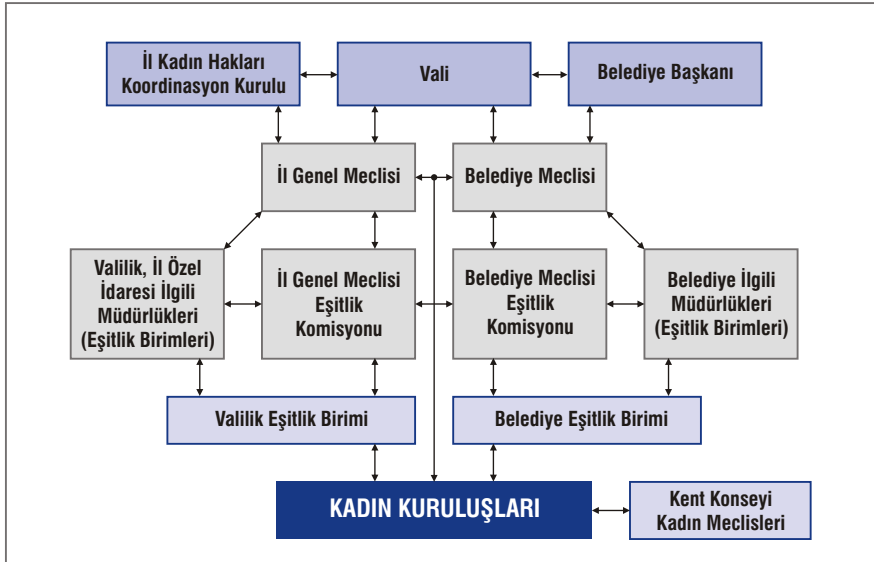 İl Kadın Hakları
Koordinasyon Kurulu
Vali
Belediye Başkanı
İl Genel Meclisi
Belediye Meclisi
Valilik, İl Özel
İdaresi İlgili
Müdürlükleri
(Eşitlik Birimleri)
İl Genel Meclisi
Eşitlik
Komisyonu
Belediye Meclisi
Eşitlik
Komisyonu
Belediye İlgili
Müdürlükleri
(Eşitlik Birimleri)
Valilik Eşitlik Birimi
Belediye Eşitlik Birimi
KADIN KURULUŞLARI
Kent Konseyi
Kadın Meclisleri